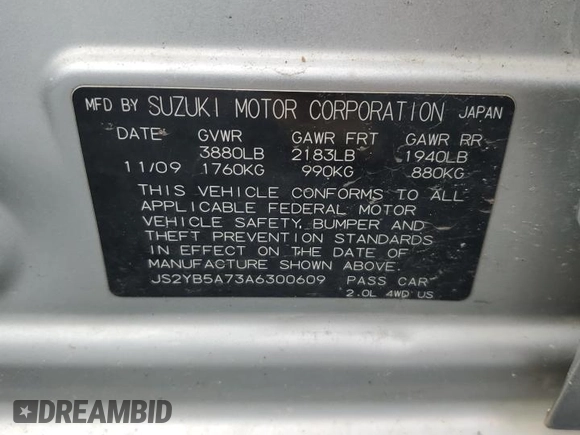 MFD BY SUZUKI MOTOR CORPORATION JAPAN
DATE GVWR GAWR FRT GAWR RR
3880LB 2183LB 1940LB
11/09 1760KG 990KG 880KG
THIS VEHICLE CONFORMS TO ALL
APPLICABLE FEDERAL MOTOR
VEHICLE SAFETY, BUMPER AND
THEFT PREVENTION STANDARDS
IN EFFECT ON THE DATE OF
MANUFACTURE SHOWN ABOVE.
JS2YB5A73A6300609 PASS CAR
2.0L 4WD US
DREAMBID